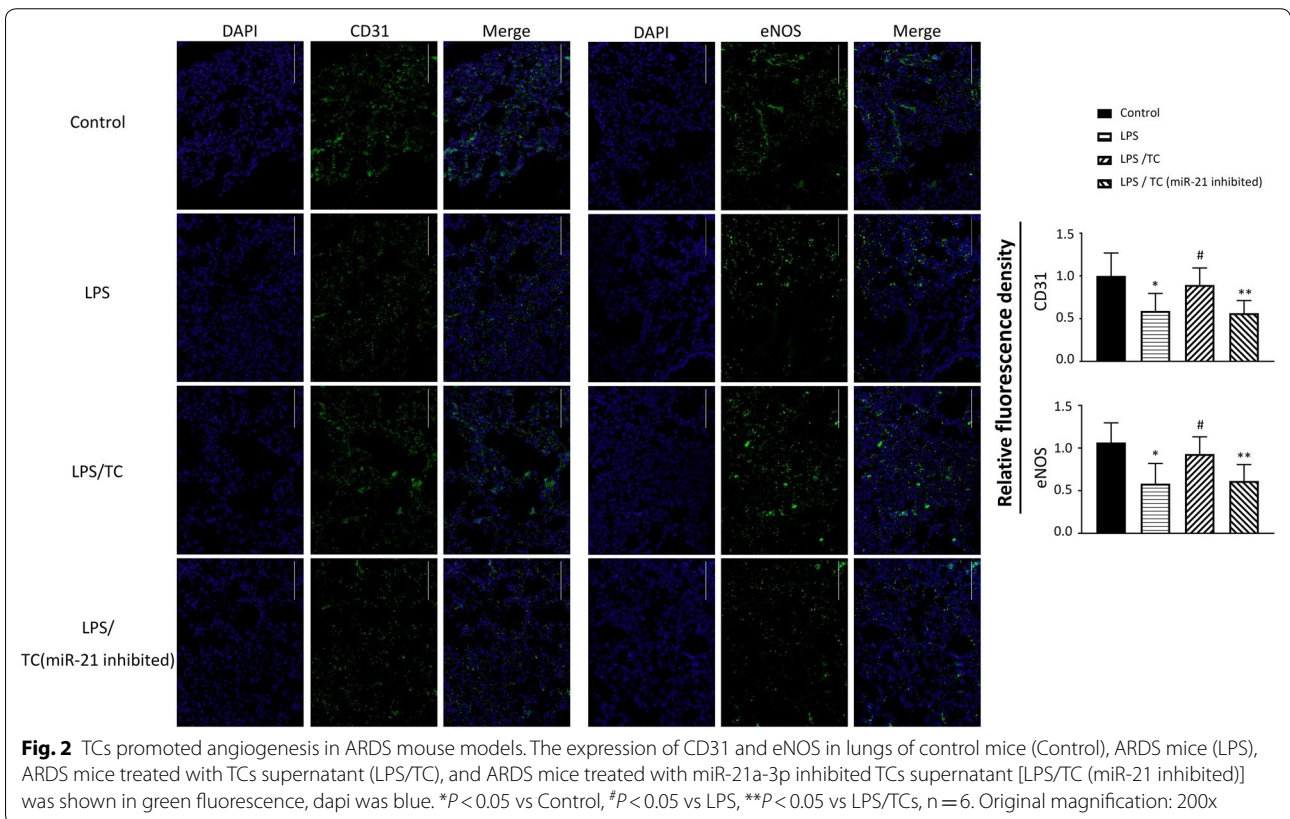 DAPI CD31 Merge DAPI eNOS Merge
Control
LPS
LPS/TC
LPS/
TC(miR-21 inhibited)
Control
LPS
LPS /TC
LPS / TC (miR-21 inhibited)
Relative fluorescence density
CD31
1.5
1.0
0.5
0.0
* # **
eNOS
1.5
1.0
0.5
0.0
* # **
Fig. 2 TCs promoted angiogenesis in ARDS mouse models. The expression of CD31 and eNOS in lungs of control mice (Control), ARDS mice (LPS),
ARDS mice treated with TCs supernatant (LPS/TC), and ARDS mice treated with miR-21a-3p inhibited TCs supernatant [LPS/TC (miR-21 inhibited)]
was shown in green fluorescence, dapi was blue. *P < 0.05 vs Control, #P < 0.05 vs LPS, **P < 0.05 vs LPS/TCs, n = 6. Original magnification: 200x